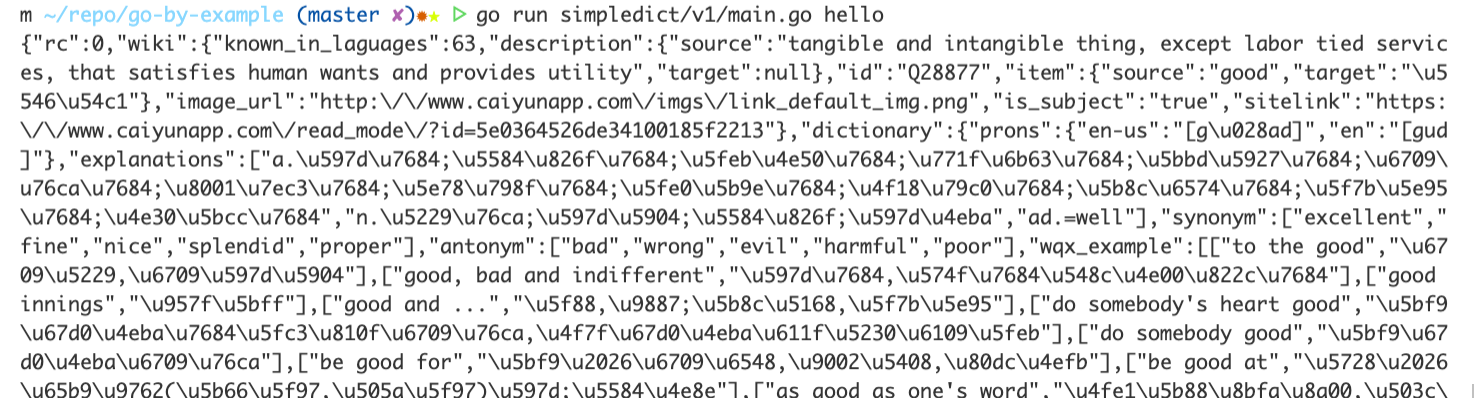 m ~/repo/go-by-example (master ✘)✹★ ▷ go run simpledict/v1/main.go hello
{"rc":0,"wiki":{"known_in_laguages":63,"description":{"source":"tangible and intangible thing, except labor tied servic
es, that satisfies human wants and provides utility","target":null},"id":"Q28877","item":{"source":"good","target":"\u5
546\u54c1"},"image_url":"http:\/\/www.caiyunapp.com\/imgs\/link_default_img.png","is_subject":"true","sitelink":"https:
\/\/www.caiyunapp.com\/read_mode\/?id=5e0364526de34100185f2213"},"dictionary":{"prons":{"en-us":"[g\u028ad]","en":"[gud
]"},"explanations":["a.\u597d\u7684;\u5584\u826f\u7684;\u5feb\u4e50\u7684;\u771f\u6b63\u7684;\u5bbd\u5927\u7684;\u6709\
u76ca\u7684;\u8001\u7ec3\u7684;\u5e78\u798f\u7684;\u5fe0\u5b9e\u7684;\u4f18\u79c0\u7684;\u5b8c\u6574\u7684;\u5f7b\u5e95
\u7684;\u4e30\u5bcc\u7684","n.\u5229\u76ca;\u597d\u5904;\u5584\u826f;\u597d\u4eba","ad.=well"],"synonym":["excellent","
fine","nice","splendid","proper"],"antonym":["bad","wrong","evil","harmful","poor"],"wqx_example":[["to the good","\u67
09\u5229,\u6709\u597d\u5904"],["good, bad and indifferent","\u597d\u7684,\u574f\u7684\u548c\u4e00\u822c\u7684"],["good
innings","\u957f\u5bff"],["good and ...","\u5f88,\u9887;\u5b8c\u5168,\u5f7b\u5e95"],["do somebody's heart good","\u5bf9
\u67d0\u4eba\u7684\u5fc3\u810f\u6709\u76ca,\u4f7f\u67d0\u4eba\u611f\u5230\u6109\u5feb"],["do somebody good","\u5bf9\u67
d0\u4eba\u6709\u76ca"],["be good for","\u5bf9\u2026\u6709\u6548,\u9002\u5408,\u80dc\u4efb"],["be good at","\u5728\u2026
\u65b9\u9762(\u5b66\u5f97,\u505a\u5f97)\u597d;\u5584\u4e8e"],["as good as one's word","\u4fe1\u5b88\u8bfa\u8a00,\u503c\